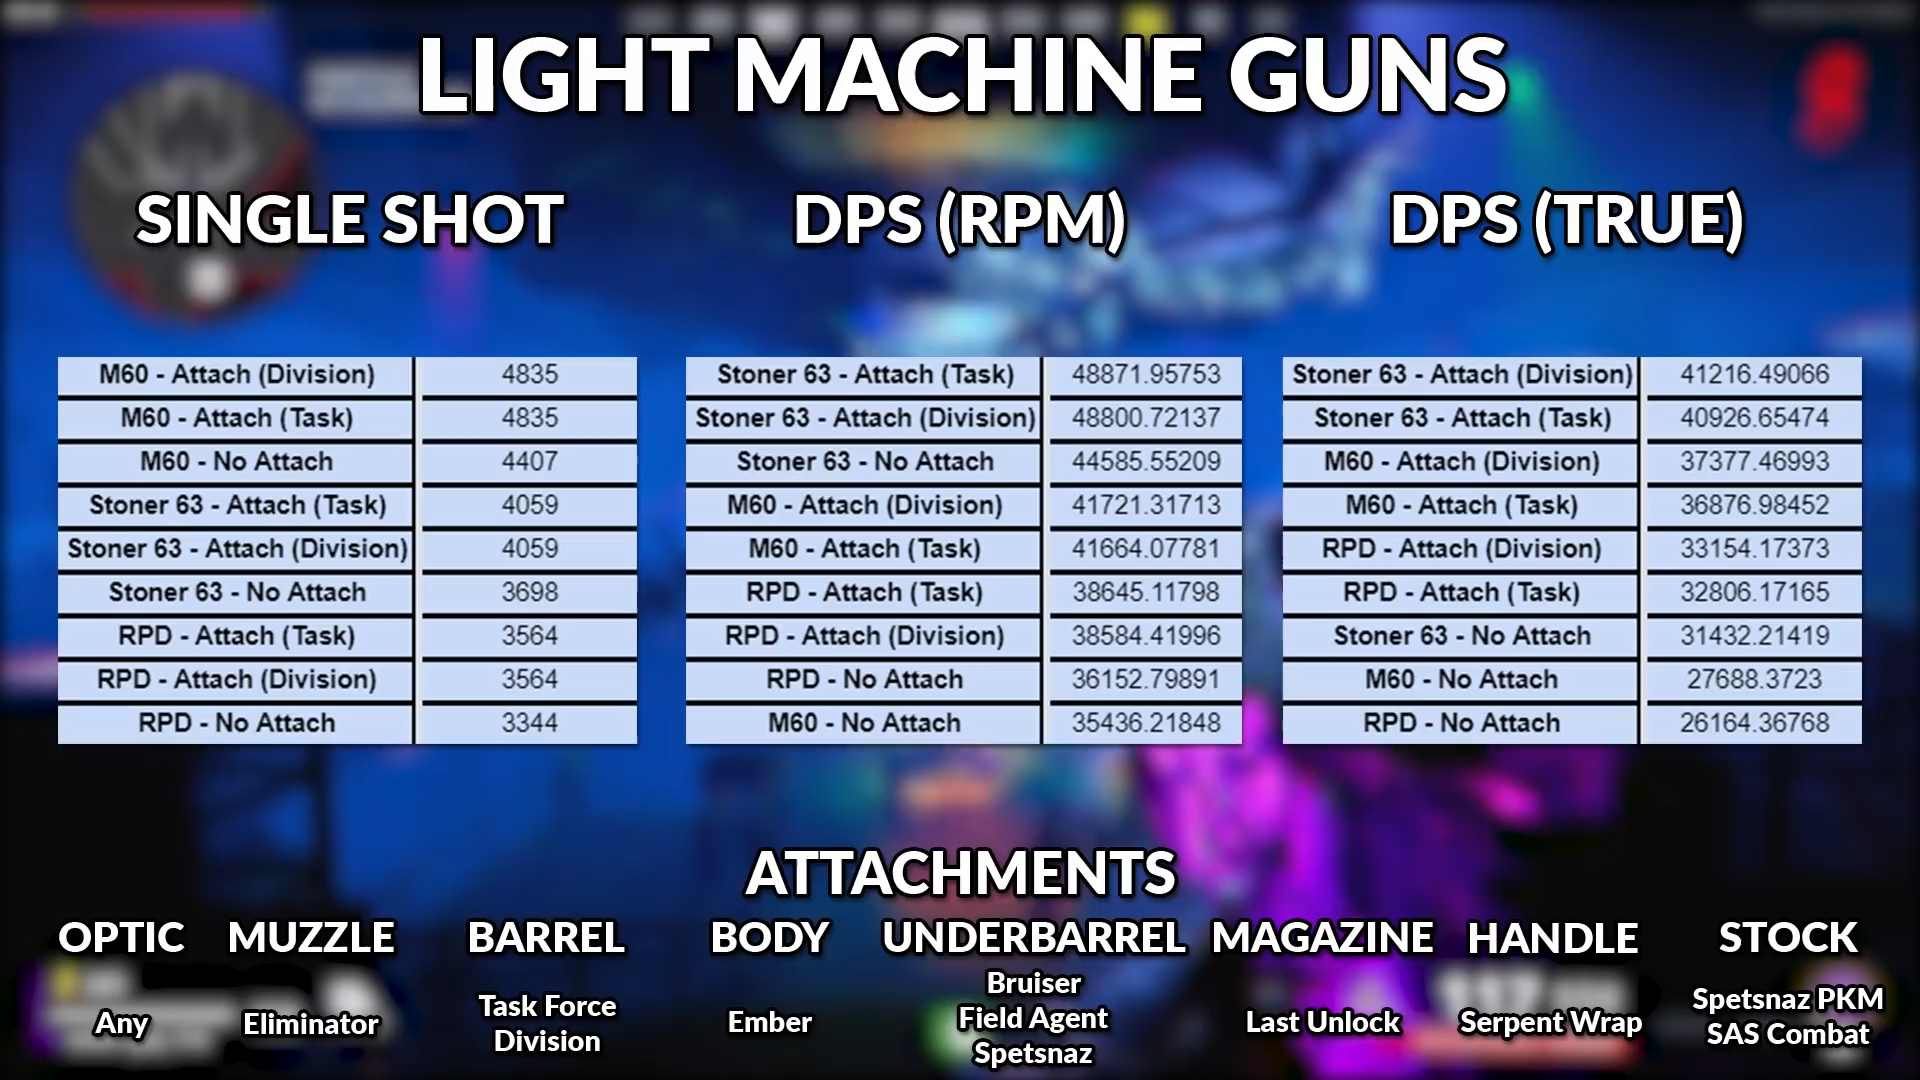 LIGHT MACHINE GUNS
SINGLE SHOT
M60 - Attach (Division) 4835
M60 - Attach (Task) 4835
M60 - No Attach 4407
Stoner 63 - Attach (Task) 4059
Stoner 63 - Attach (Division) 4059
Stoner 63 - No Attach 3698
RPD - Attach (Task) 3564
RPD - Attach (Division) 3564
RPD - No Attach 3344
DPS (RPM)
Stoner 63 - Attach (Task) 48871.95753
Stoner 63 - Attach (Division) 48800.72137
Stoner 63 - No Attach 44585.55209
M60 - Attach (Division) 41721.31713
M60 - Attach (Task) 41664.07781
RPD - Attach (Task) 38645.11798
RPD - Attach (Division) 38584.41996
RPD - No Attach 36152.79891
M60 - No Attach 35436.21848
DPS (TRUE)
Stoner 63 - Attach (Division) 41216.49066
Stoner 63 - Attach (Task) 40926.65474
M60 - Attach (Division) 37377.46993
M60 - Attach (Task) 36876.98452
RPD - Attach (Division) 33154.17373
RPD - Attach (Task) 32806.17165
Stoner 63 - No Attach 31432.21419
M60 - No Attach 27688.3723
RPD - No Attach 26164.36768
ATTACHMENTS
OPTIC
Any
MUZZLE
Eliminator
BARREL
Task Force
Division
BODY
Ember
UNDERBARREL
Bruiser
Field Agent
Spetsnaz
MAGAZINE
Last Unlock
HANDLE
Serpent Wrap
STOCK
Spetsnaz PKM
SAS Combat